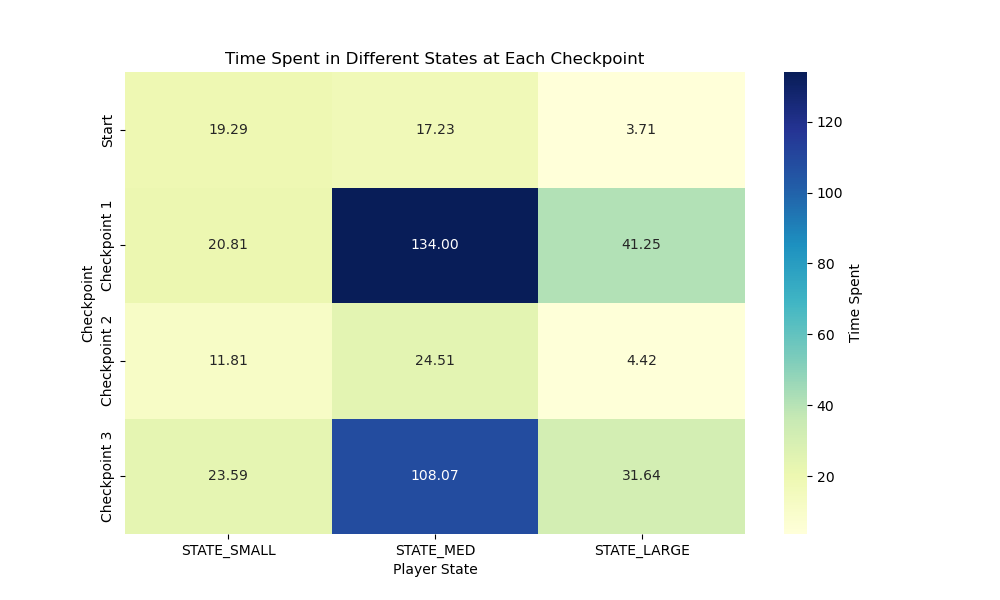 Time Spent in Different States at Each Checkpoint
Checkpoint
Start
19.29
17.23
3.71
Checkpoint 1
20.81
134.00
41.25
Checkpoint 2
11.81
24.51
4.42
Checkpoint 3
23.59
108.07
31.64
STATE_SMALL
STATE_MED
STATE_LARGE
Player State
120
100
80
60
40
20
Time Spent